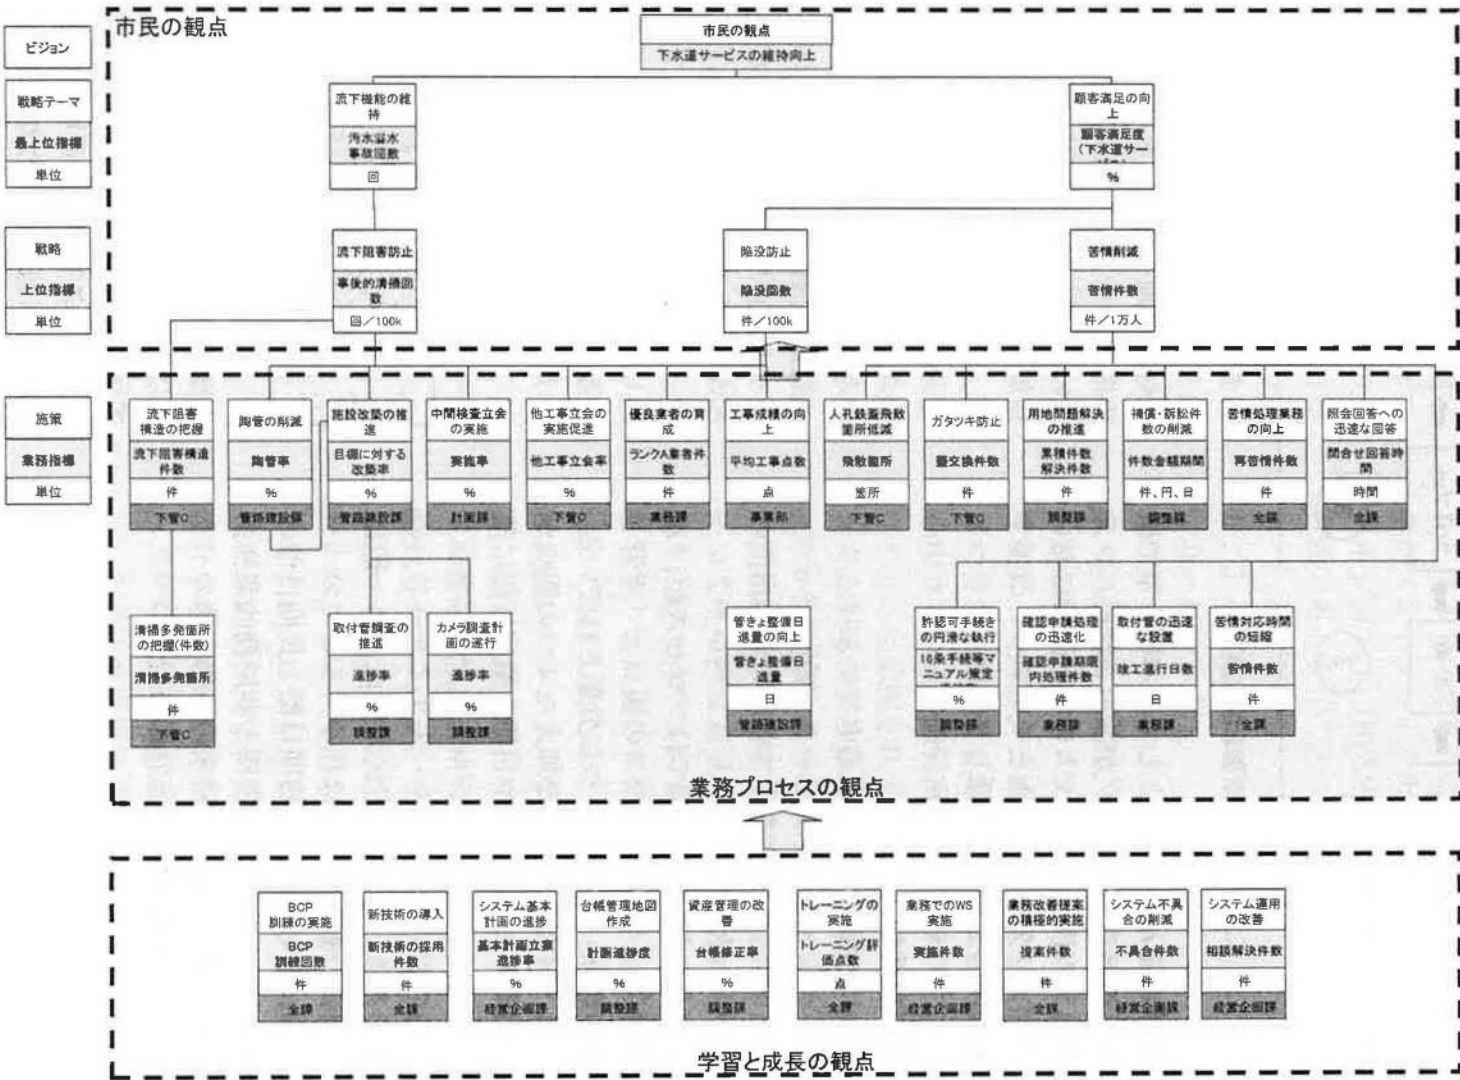 市民の観点
ビジョン
市民の観点
下水道サービスの維持向上
戦略テーマ
最上位指標
単位
流下機能の維
持
汚水溢水
事故回数
回
顧客満足の向
上
顧客満足度
(下水道サー
%
戦略
上位指標
単位
流下阻害防止
事後的清掃回
数
回/100k
陥没防止
陥没回数
件/100k
苦情削減
苦情件数
件/1万人
施策
業務指標
単位
流下阻害
構造の把握
流下阻害構造
件数
件
下管C
陶管の削減
陶管率
%
管路建設課
施設改築の推
進
目標に対する
改築率
%
管路建設課
中間検査立会
の実施
実施率
%
計画課
他工事立会の
実施促進
他工事立会率
%
下管C
優良業者の育
成
ランクA業者件
数
件
業務課
工事成績の向
上
平均工事点数
点
事業部
人孔鉄蓋飛散
箇所低減
飛散箇所
箇所
下管C
ガタツキ防止
蓋交換件数
件
下管C
用地問題解決
の推進
累積件数
解決件数
件
調整課
補償・訴訟件
数の削減
件数金額期間
件、円、日
調整課
苦情処理業務
の向上
再苦情件数
件
全課
照会回答への
迅速な回答
問合せ回答時
間
時間
全課
清掃多発箇所
の把握(件数)
清掃多発箇所
件
下管C
取付管調査の
推進
進捗率
%
調整課
カメラ調査計
画の遂行
進捗率
%
調整課
管きょ整備日
進量の向上
管きょ整備日
進量
日
管路建設課
許認可手続き
の円滑な執行
16条手続等マ
ニュアル策定
%
調整課
確認申請処理
の迅速化
確認申請期限
内処理件数
件
業務課
取付管の迅速
な設置
竣工進行日数
日
業務課
苦情対応時間
の短縮
苦情件数
件
全課
業務プロセスの観点
BCP
訓練の実施
BCP
訓練回数
件
全課
新技術の導入
新技術の採用
件数
件
全課
システム基本
計画の進捗
基本計画立案
進捗率
%
経営企画課
台帳管理地図
作成
計画進捗度
%
調整課
資産管理の改
善
台帳修正率
%
調整課
トレーニングの
実施
トレーニング評
価点数
点
全課
業務でのWS
実施
実施件数
件
経営企画課
業務改善提案
の積極的実施
提案件数
件
全課
システム不具
合の削減
不具合件数
件
経営企画課
システム運用
の改善
相談解決件数
件
経営企画課
学習と成長の観点